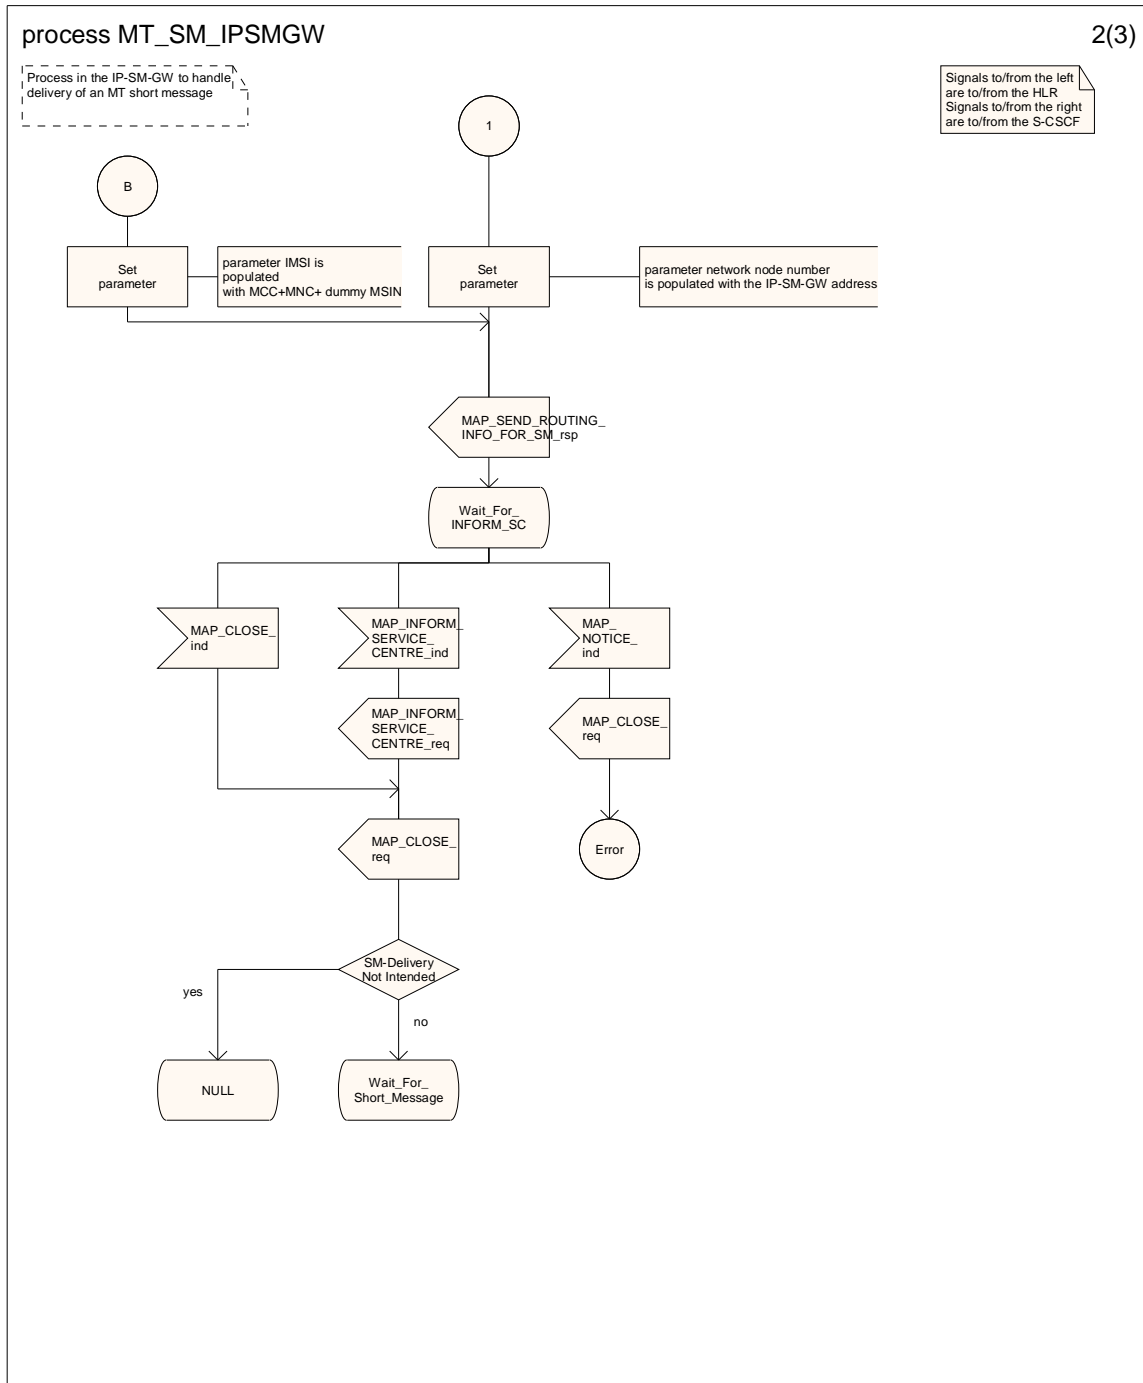 process MT_SM_IPSMGW
2(3)
Process in the IP-SM-GW to handle
delivery of an MT short message
Signals to/from the left
are to/from the HLR
Signals to/from the right
are to/from the S-CSCF
1
B
Set
parameter
parameter IMSI is
populated
with MCC+MNC+ dummy MSIN
Set
parameter
parameter network node number
is populated with the IP-SM-GW address
MAP_SEND_ROUTING_
INFO_FOR_SM_rsp
Wait_For_
INFORM_SC
MAP_CLOSE_
ind
MAP_INFORM_
SERVICE_
CENTRE_ind
MAP_
NOTICE_
ind
MAP_INFORM_
SERVICE_
CENTRE_req
MAP_CLOSE_
req
MAP_CLOSE_
req
Error
SM-Delivery
Not Intended
yes
no
NULL
Wait_For_
Short_Message